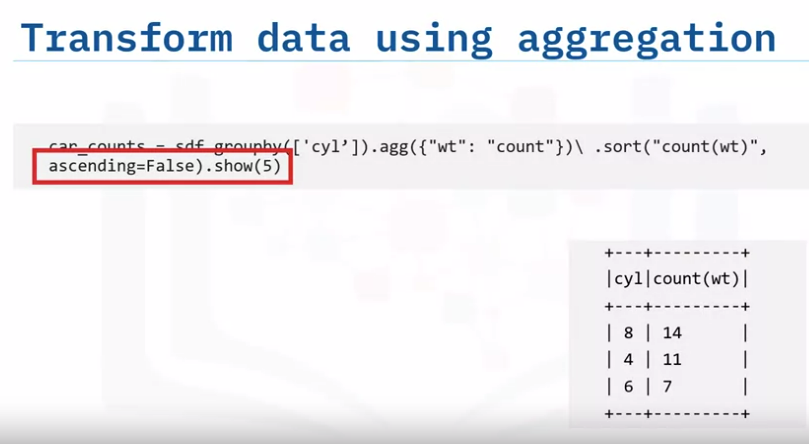 Transform data using aggregation
car_counts = sdf.groupby(['cyl’]).agg({"wt": "count"})\ .sort("count(wt)",
ascending=False).show(5)
+---+---------+
|cyl|count(wt)|
+---+---------+
| 8 | 14 |
| 4 | 11 |
| 6 | 7 |
+---+---------+